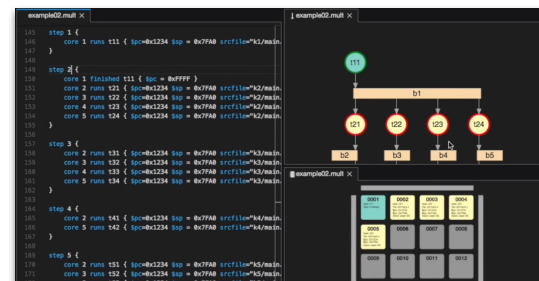 example02.mult ×
145 step 1 {
146 core 1 runs t11 { $pc=0x1234 $sp = 0x7FA0 srcfile="k1/main.
147 }
148
149 step 2 {
150 core 1 finished t11 { $pc = 0xFFFF }
151 core 2 runs t21 { $pc=0x1234 $sp = 0x7FA0 srcfile="k2/main.
152 core 3 runs t22 { $pc=0x1234 $sp = 0x7FA0 srcfile="k2/main.
153 core 4 runs t23 { $pc=0x1234 $sp = 0x7FA0 srcfile="k2/main.
154 core 5 runs t24 { $pc=0x1234 $sp = 0x7FA0 srcfile="k2/main.
155 }
156
157 step 3 {
158 core 2 runs t31 { $pc=0x1234 $sp = 0x7FA0 srcfile="k3/main.
159 core 3 runs t32 { $pc=0x1234 $sp = 0x7FA0 srcfile="k3/main.
160 core 4 runs t33 { $pc=0x1234 $sp = 0x7FA0 srcfile="k3/main.
161 core 5 runs t34 { $pc=0x1234 $sp = 0x7FA0 srcfile="k3/main.
162 }
163
164 step 4 {
165 core 2 runs t41 { $pc=0x1234 $sp = 0x7FA0 srcfile="k4/main.
166 core 5 runs t42 { $pc=0x1234 $sp = 0x7FA0 srcfile="k4/main.
167 }
168
169 step 5 {
170 core 2 runs t51 { $pc=0x1234 $sp = 0x7FA0 srcfile="k5/main.
171 core 3 runs t52 { $pc=0x1234 $sp = 0x7FA0 srcfile="k5/main.
example02.mult ×
t11
b1
t21 t22 t23 t24
b2 b3 b4 b5
example02.mult ×
0001 0002 0003 0004
0005 0006 0007 0008
0009 0010 0011 0012